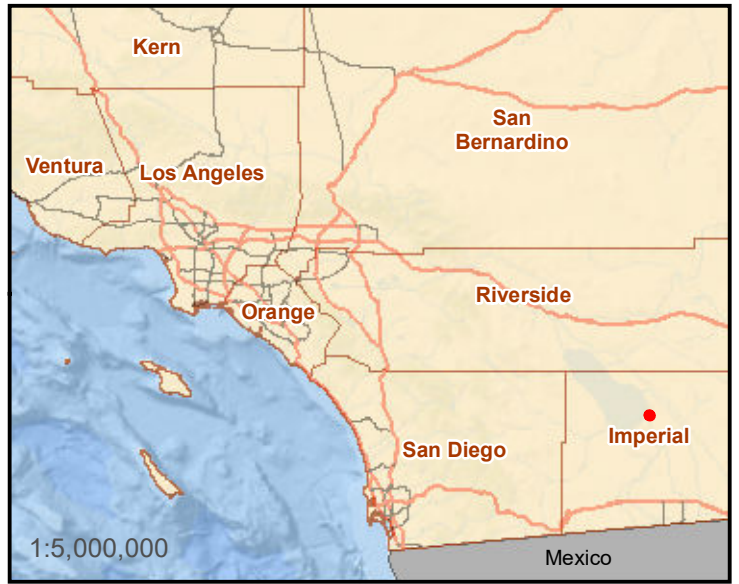 Kern
San
Bernardino
Ventura
Los Angeles
Riverside
Orange
Imperial
San Diego
1:5,000,000
Mexico